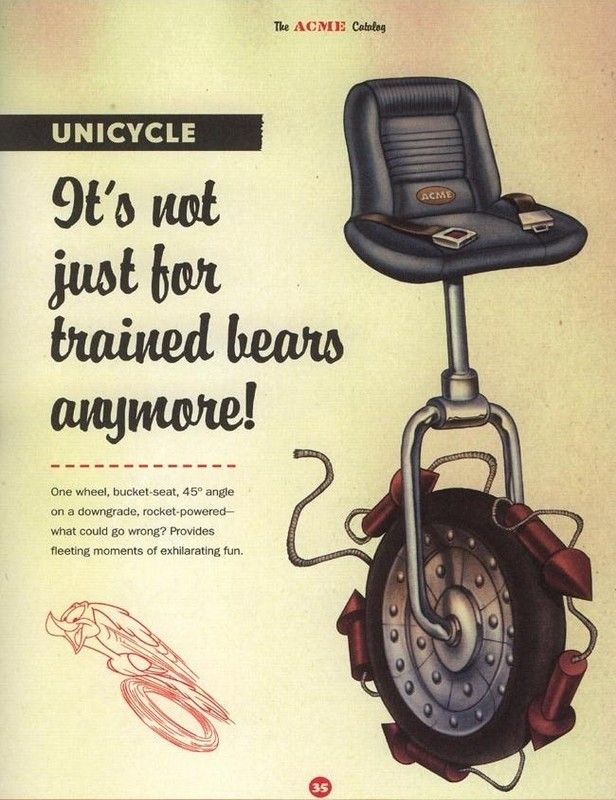 The ACME Catalog
UNICYCLE
It's not
just for
trained bears
anymore!
One wheel, bucket-seat, 45° angle
on a downgrade, rocket-powered—
what could go wrong? Provides
fleeting moments of exhilarating fun.
ACME
35